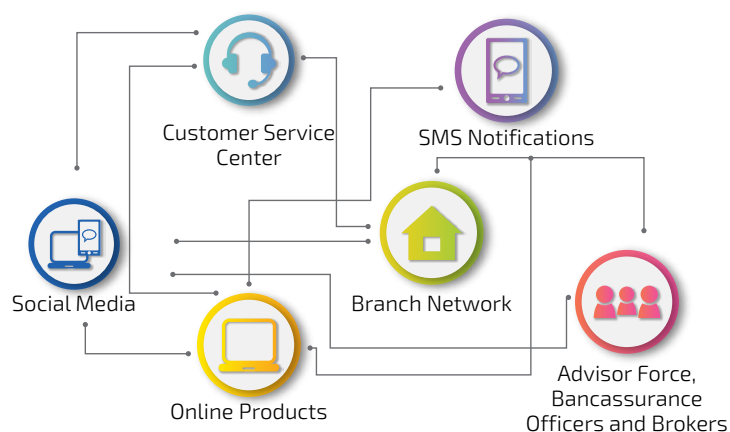 Customer Service
Center
SMS Notifications
Social Media
Branch Network
Online Products
Advisor Force,
Bancassurance
Officers and Brokers